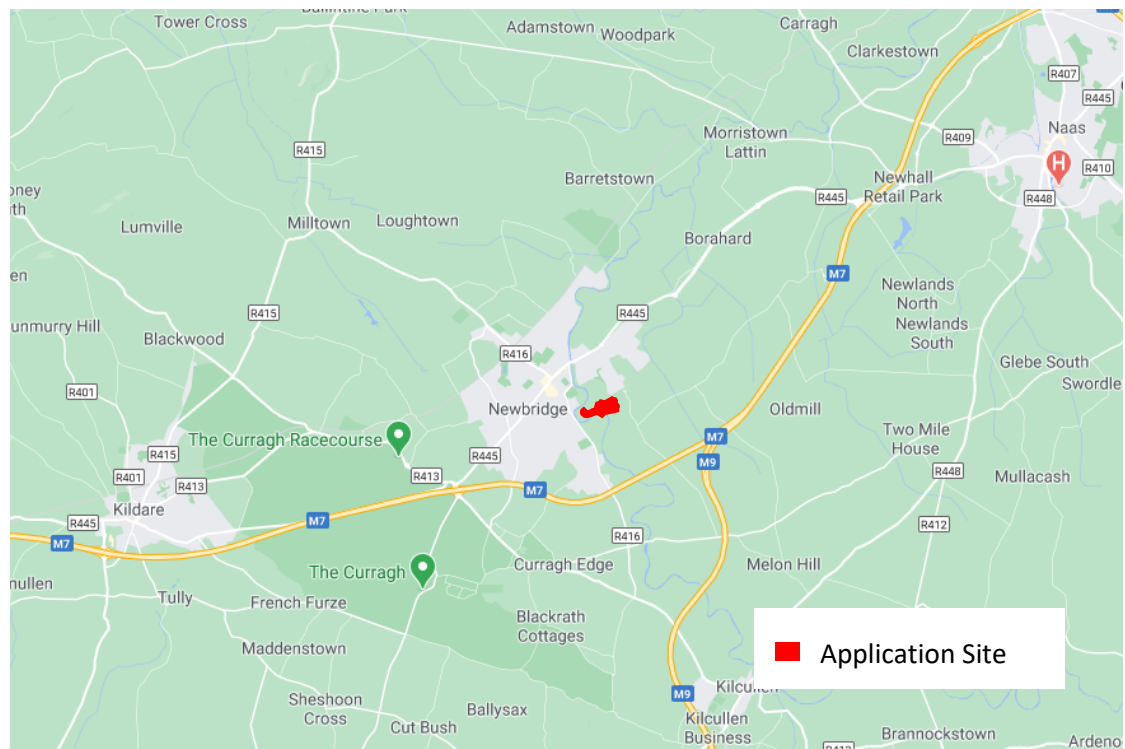 Tower Cross
Adamstown
Woodpark
Carragh
Clarkestown
M7
R407
R445
Naas
R409
R415
Morristown
Lattin
H
R410
Barretstown
Newhall
Retail Park
R445
R448
Lumville
Milltown
Loughtown
Borahard
M7
Newlands
North
Newlands
South
R415
R445
Blackwood
R416
Glebe South
R401
Swordle
Newbridge
Oldmill
The Curragh Racecourse
M7
Two Mile
House
R415
R445
M9
R448
R401
R413
R413
Mullacash
Kildare
M7
R445
M7
M7
R416
R412
The Curragh
Curragh Edge
Melon Hill
Tully
French Furze
Blackrath
Cottages
Maddenstown
Application Site
Kilcullen
M9
Sheshoon
Cross
Ballysax
Cut Bush
Kilcullen
Business
Brannockstown